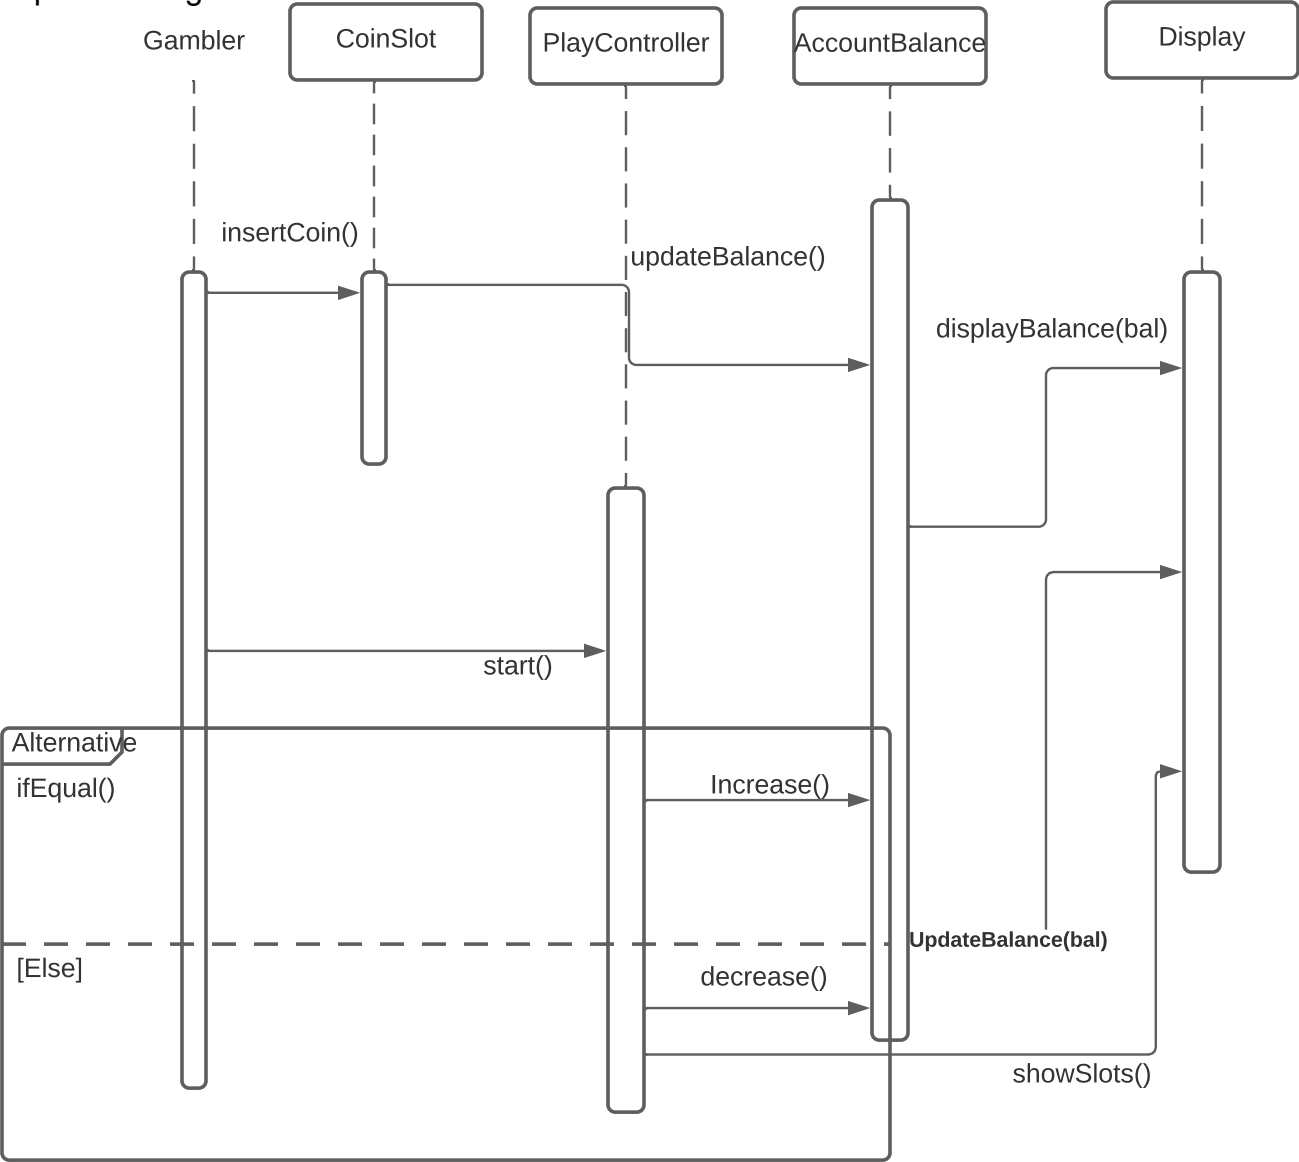 Gambler
CoinSlot
PlayController
AccountBalance
Display
insertCoin()
updateBalance()
displayBalance(bal)
start()
Alternative
ifEqual()
Increase()
UpdateBalance(bal)
[Else]
decrease()
showSlots()